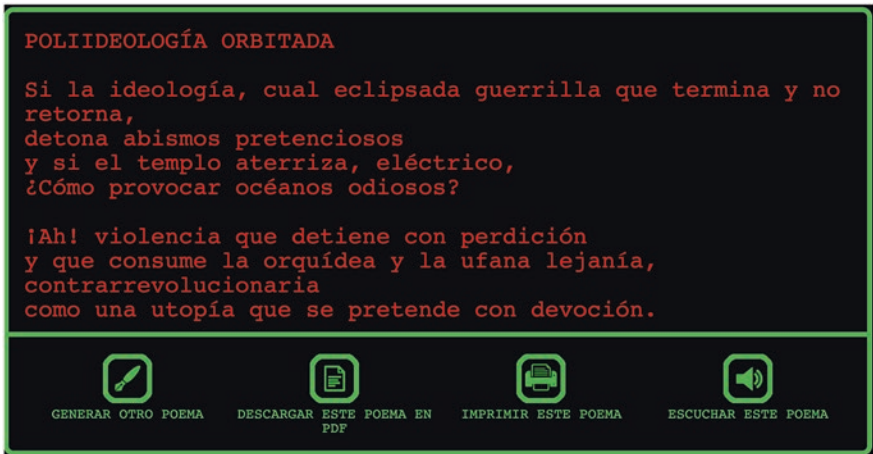 POLIIDEOLOGÍA ORBITADA
Si la ideología, cual eclipsada guerrilla que termina y no
retorna,
detona abismos pretenciosos
y si el templo aterriza, eléctrico,
¿Cómo provocar océanos odiosos?
¡Ah! violencia que detiene con perdición
y que consume la orquídea y la ufana lejanía,
contrarrevolucionaria
como una utopía que se pretende con devoción.
GENERAR OTRO POEMA
DESCARGAR ESTE POEMA EN
PDF
IMPRIMIR ESTE POEMA
ESCUCHAR ESTE POEMA